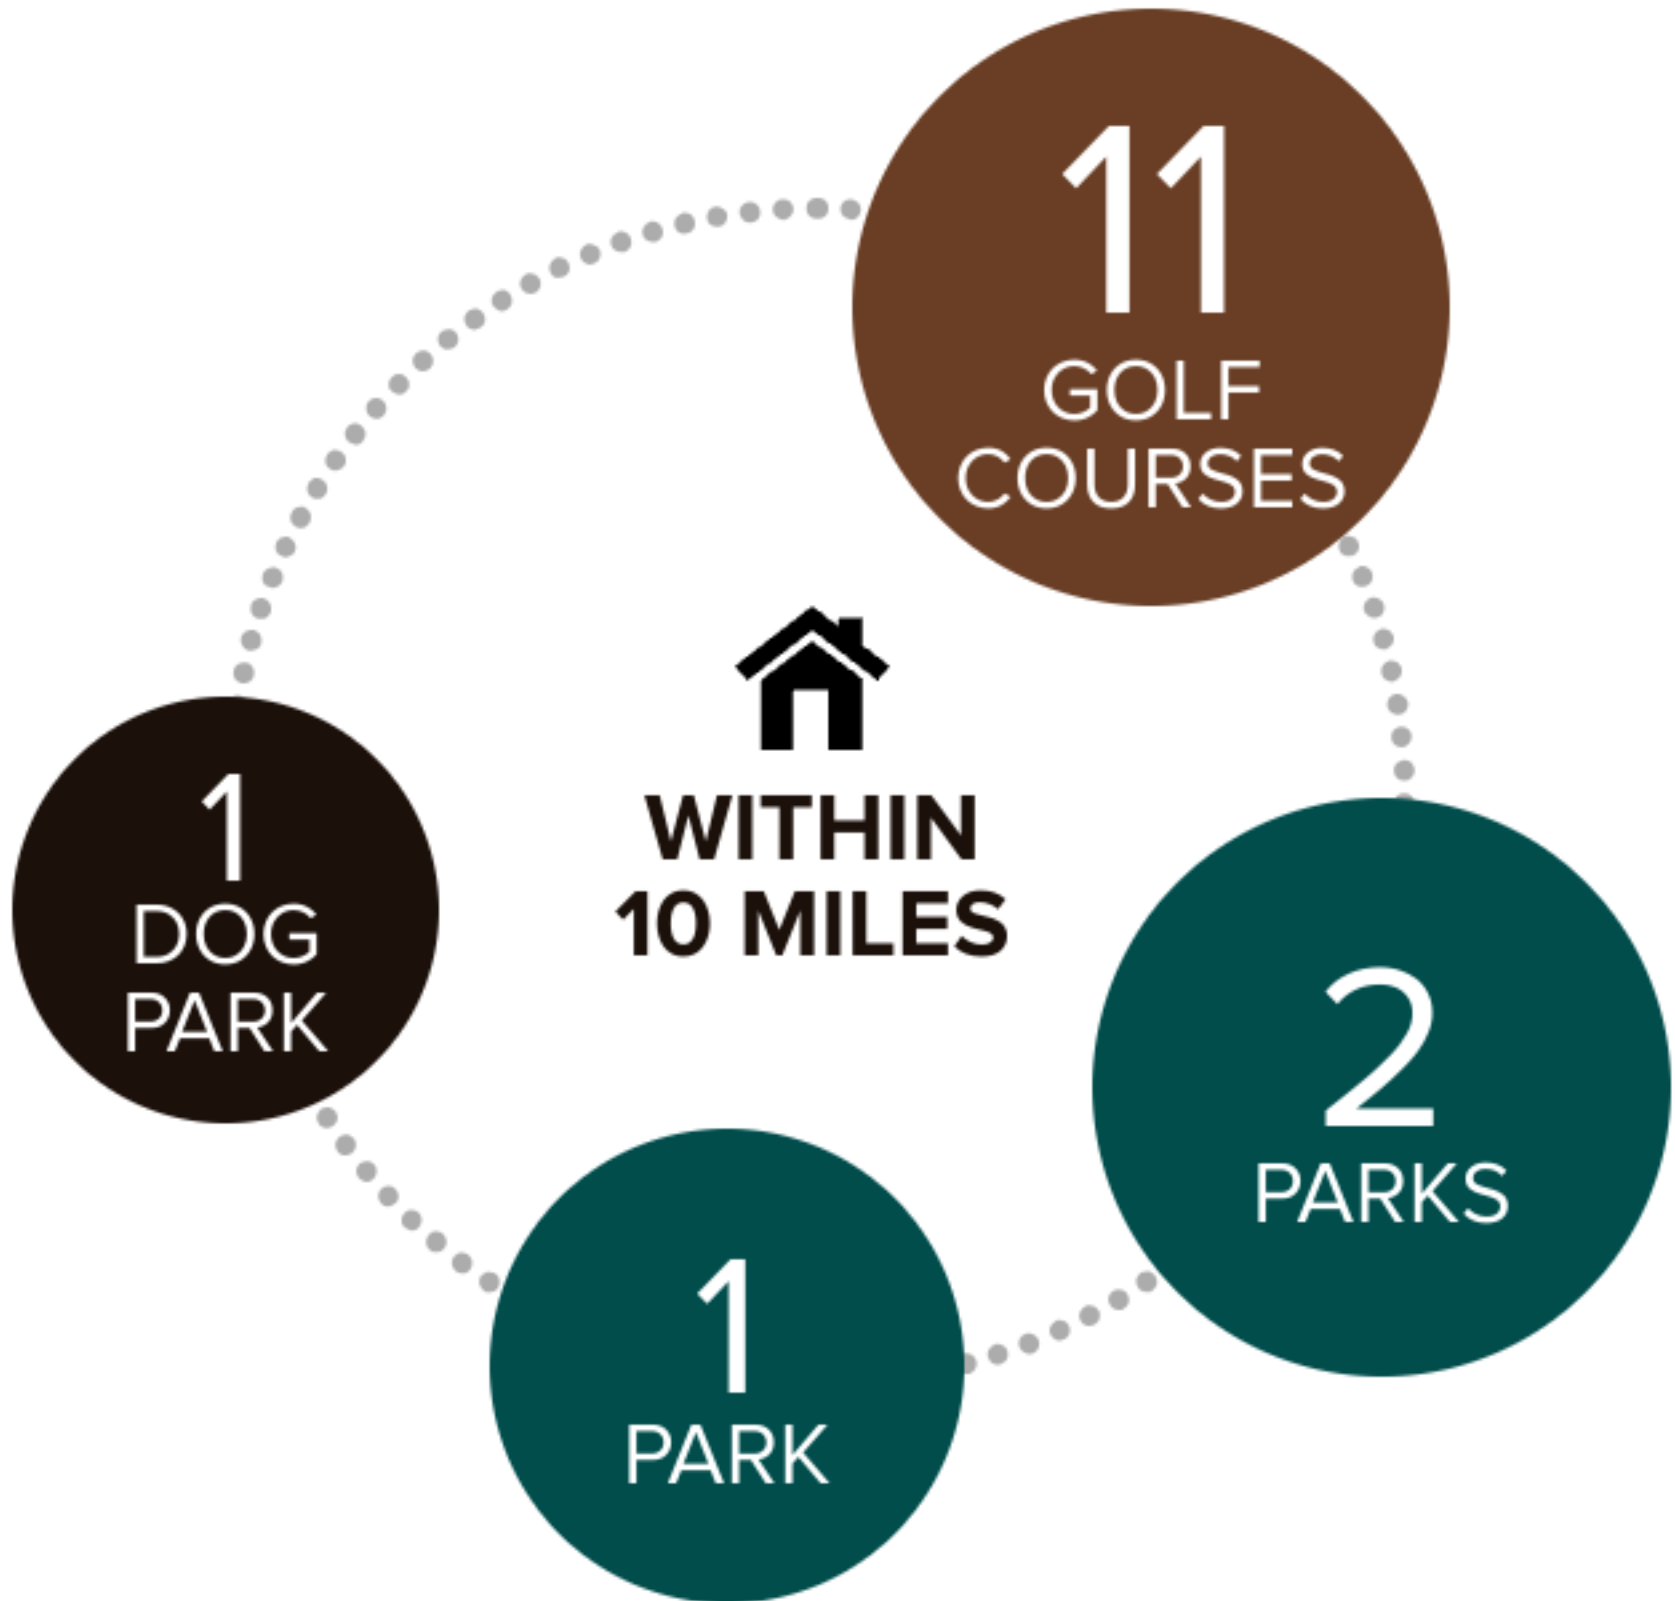 11
GOLF
COURSES
WITHIN
10 MILES
1
DOG
PARK
2
PARKS
1
PARK